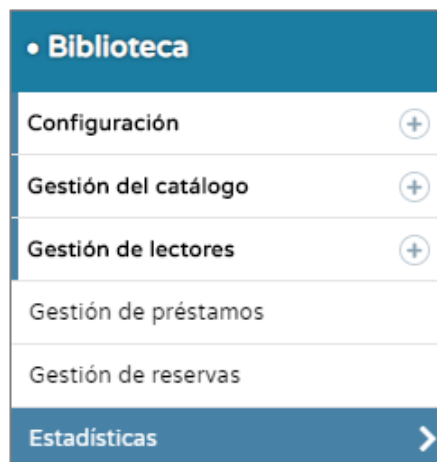 • Biblioteca
Configuración
Gestión del catálogo
Gestión de lectores
Gestión de préstamos
Gestión de reservas
Estadísticas